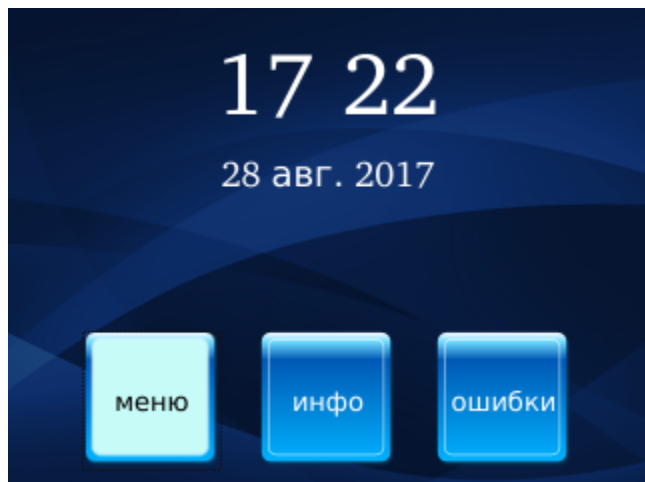 17 22
28 авг. 2017
меню
инфо
ошибки